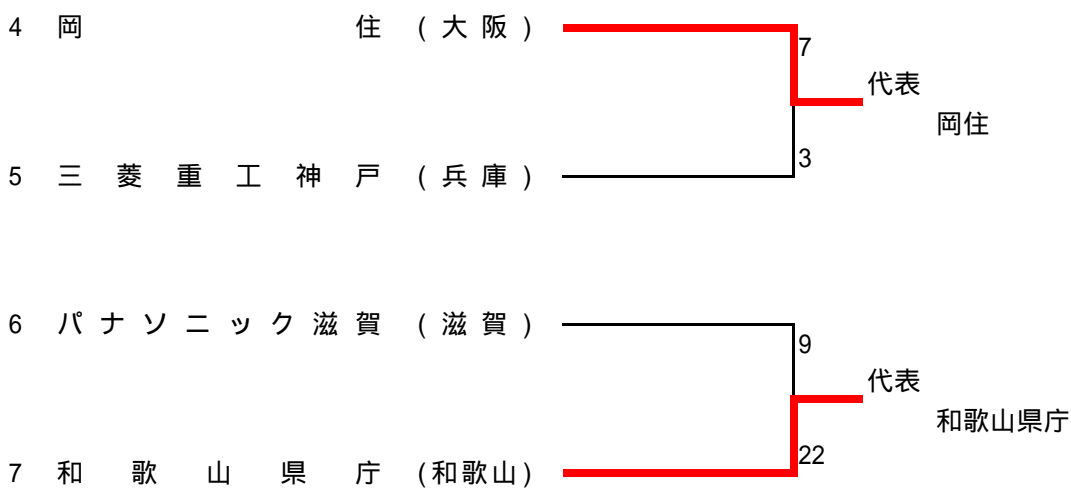 4 岡住 (大阪)
7
代表
岡住
3
5 三菱重工神戸 (兵庫)
6 パナソニック滋賀 (滋賀)
9
代表
和歌山県庁
22
7 和歌山県庁 (和歌山)